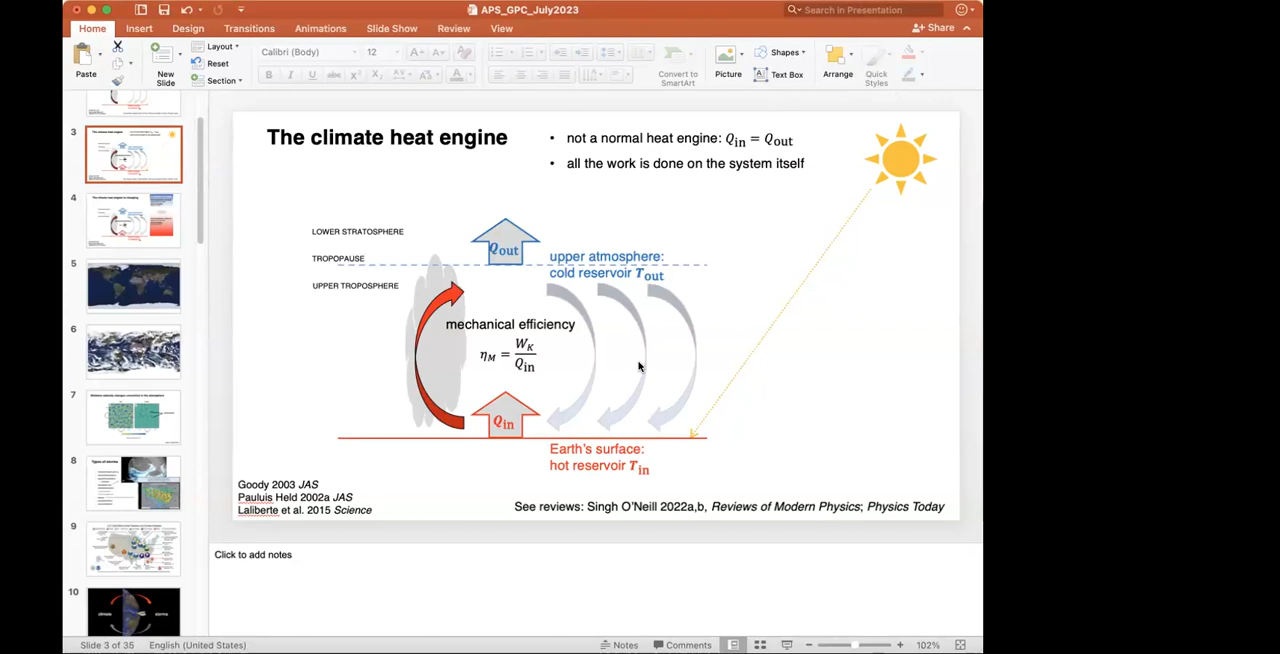 APS_GPC_July2023
Search in Presentation
Home Insert Design Transitions Animations Slide Show Review View
Share
Paste
New
Slide
Layout
Reset
Section
Calibri (Body) 12
Convert to
SmartArt
Picture
Shapes
Text Box
Arrange
Quick
Styles
3
4
5
6
7
8
9
10
The climate heat engine
• not a normal heat engine: Qin = Qout
• all the work is done on the system itself
LOWER STRATOSPHERE
TROPOPAUSE
UPPER TROPOSPHERE
Qout
upper atmosphere:
cold reservoir Tout
mechanical efficiency
ηM = WK / Qin
Qin
Earth's surface:
hot reservoir Tin
Goody 2003 JAS
Pauluis Held 2002a JAS
Laliberte et al. 2015 Science
See reviews: Singh O'Neill 2022a,b, Reviews of Modern Physics; Physics Today
Click to add notes
Slide 3 of 35 English (United States) Notes Comments 102%